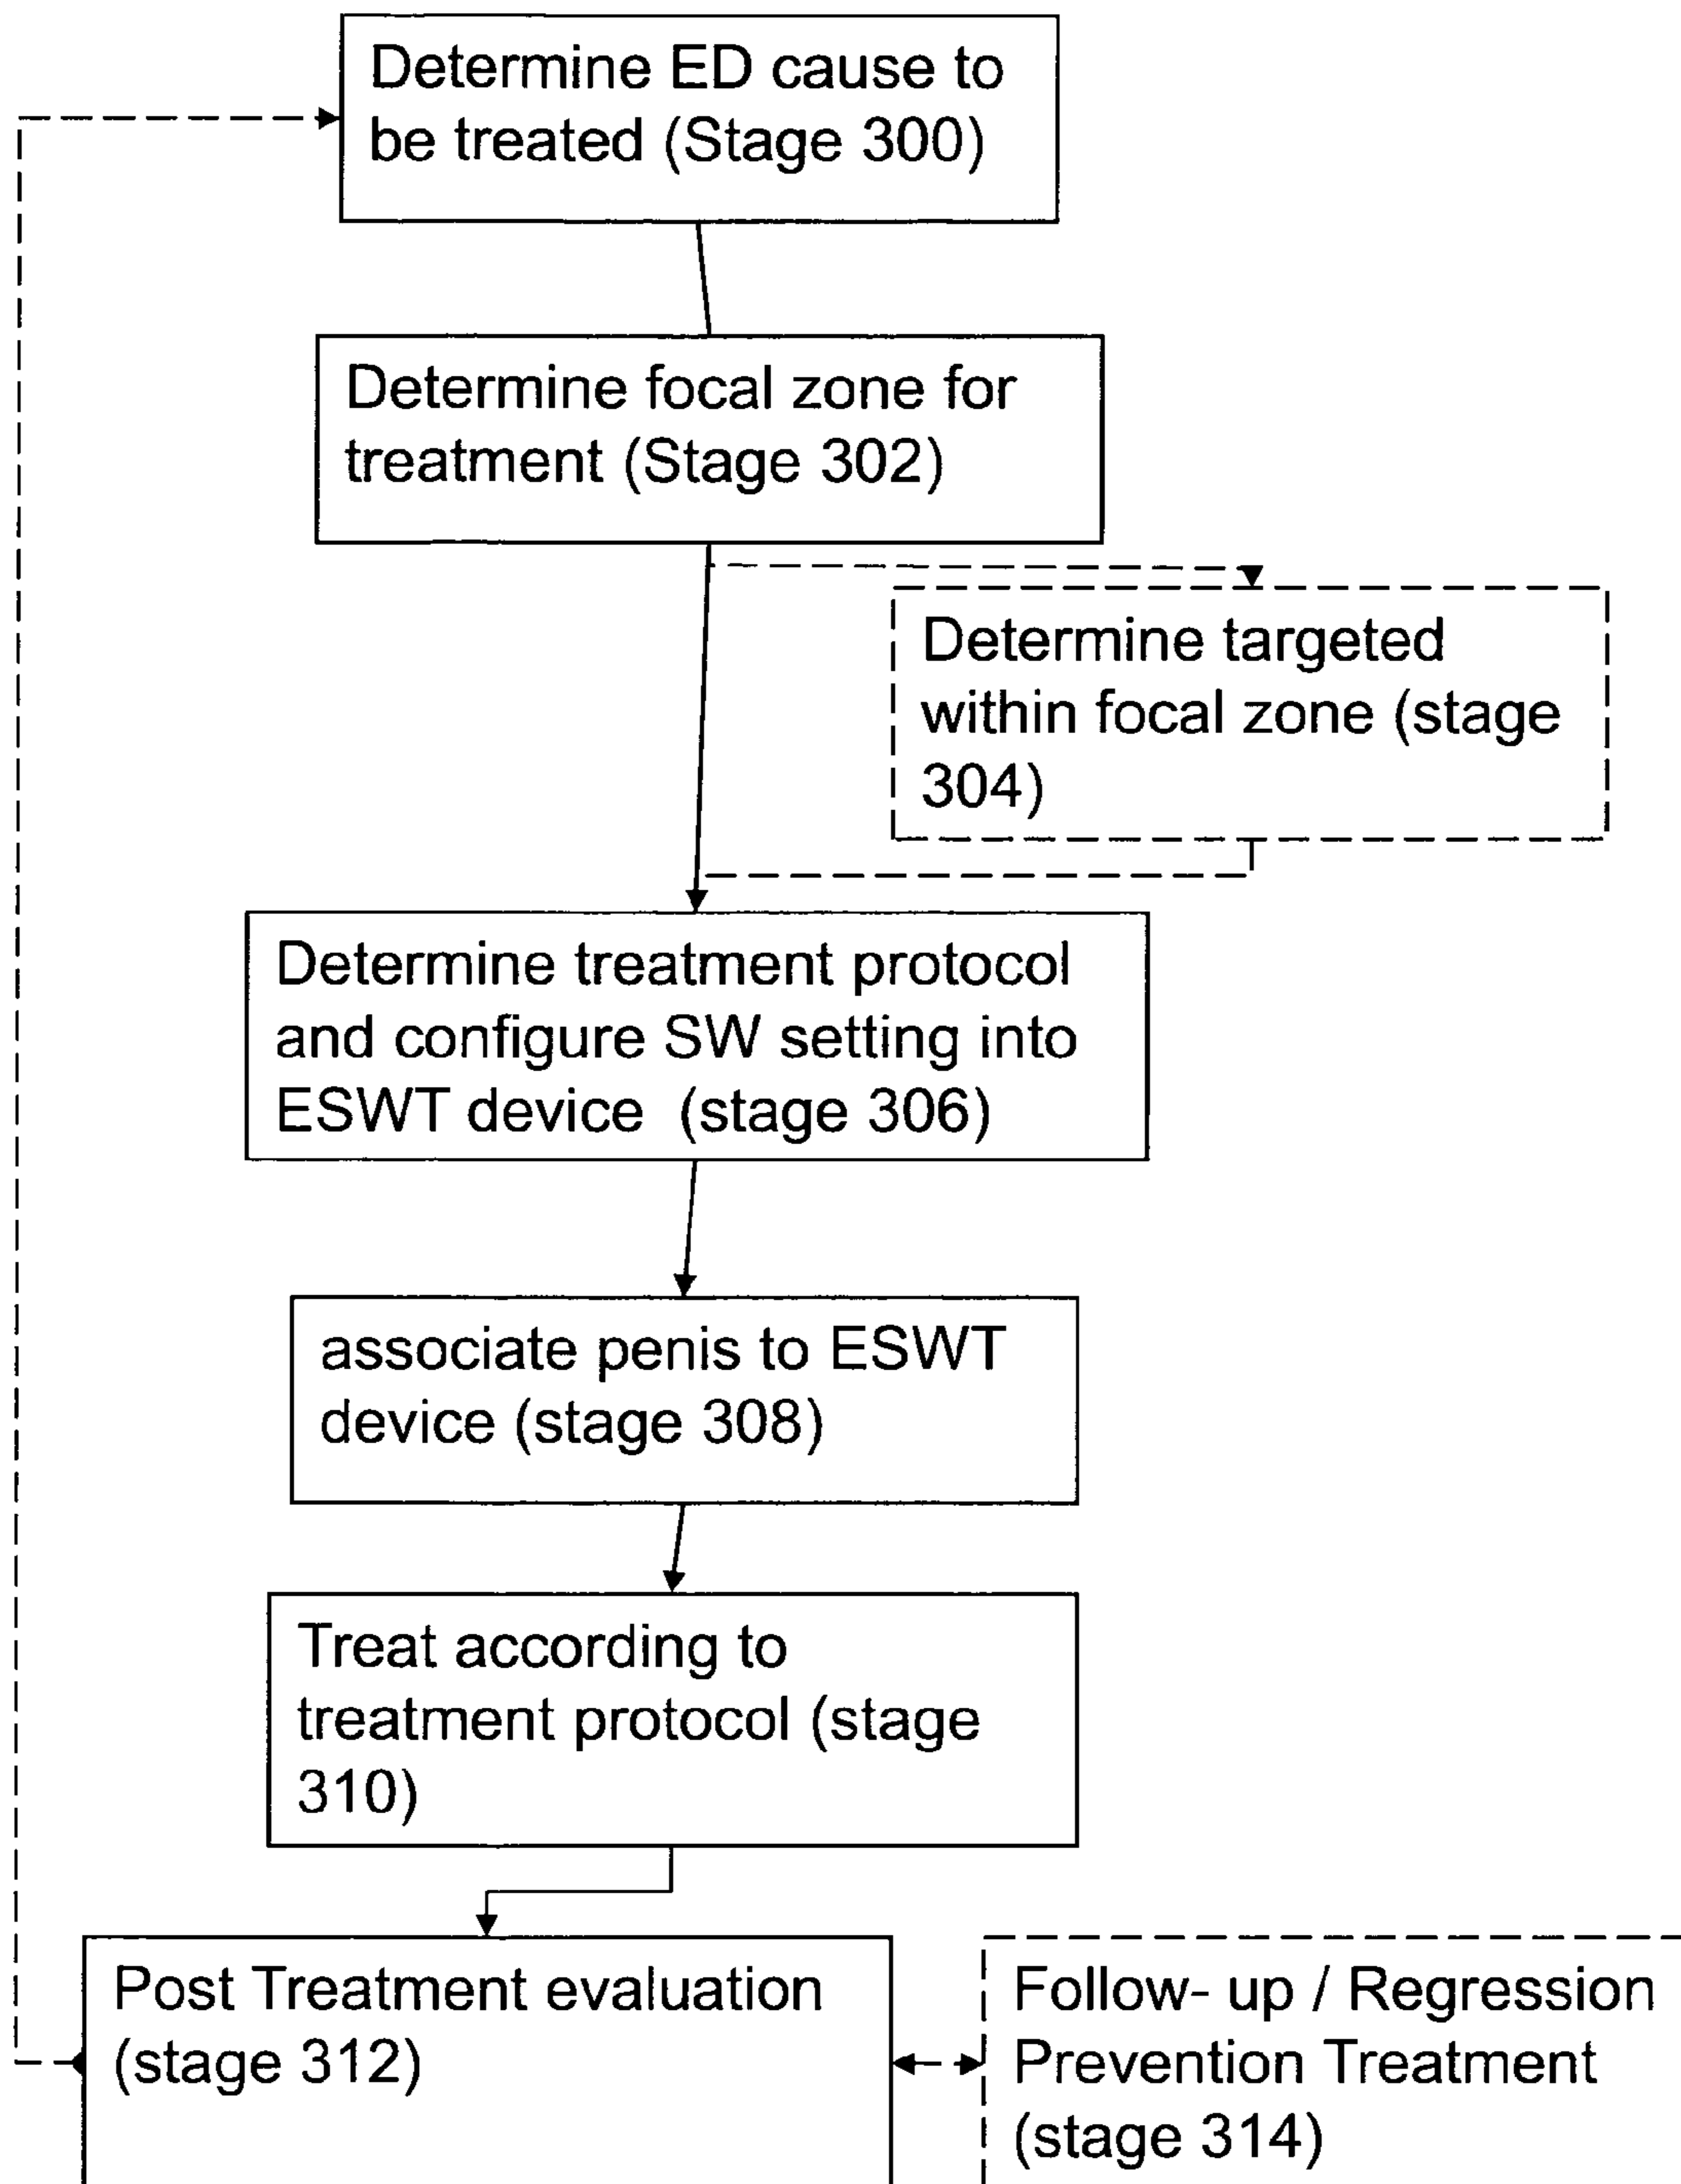 Determine ED cause to
be treated (Stage 300)
Determine focal zone for
treatment (Stage 302)
Determine targeted
within focal zone (stage
304)
Determine treatment protocol
and configure SW setting into
ESWT device (stage 306)
associate penis to ESWT
device (stage 308)
Treat according to
treatment protocol (stage
310)
Post Treatment evaluation
(stage 312)
Follow- up / Regression
Prevention Treatment
(stage 314)